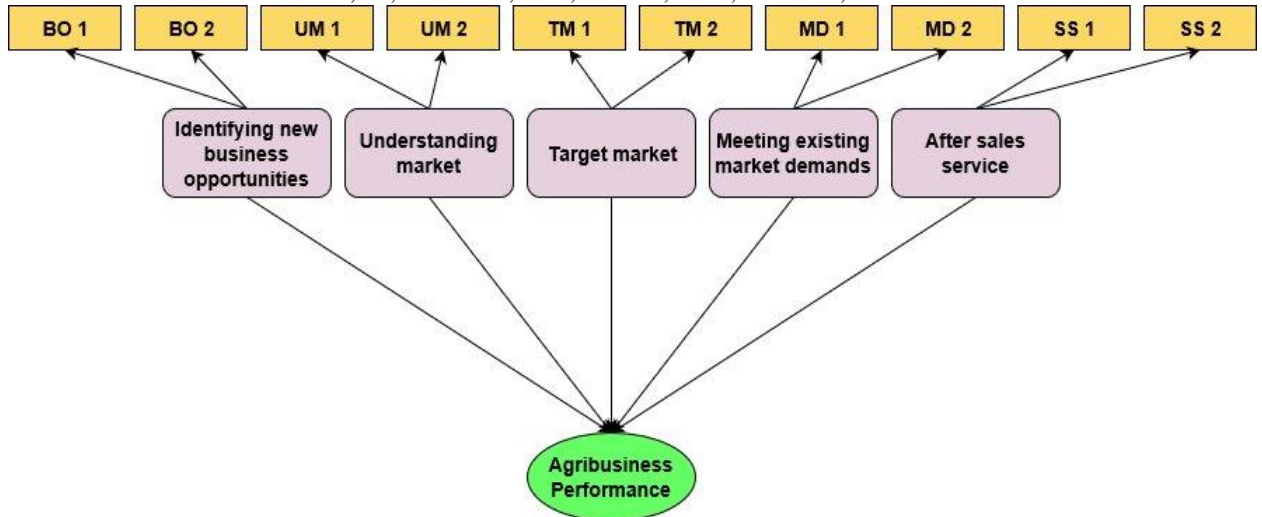 BO 1
BO 2
UM 1
UM 2
TM 1
TM 2
MD 1
MD 2
SS 1
SS 2
Identifying new
business
opportunities
Understanding
market
Target market
Meeting existing
market demands
After sales
service
Agribusiness
Performance